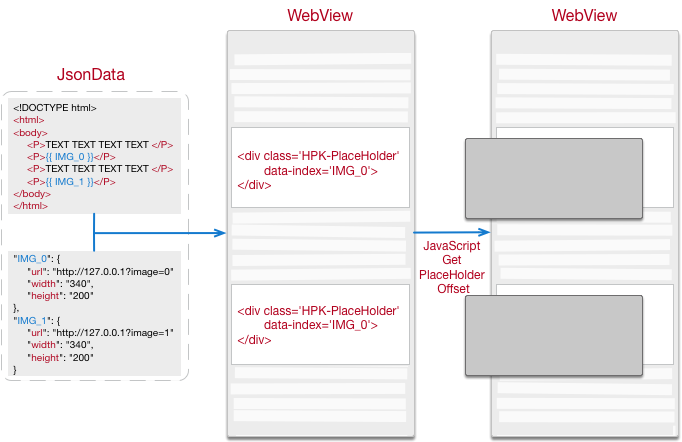 WebView
WebView
JsonData
<!DOCTYPE html>
<html>
<body>
<P>TEXT TEXT TEXT TEXT </P>
<P>{{ IMG_0 }}</P>
<P>TEXT TEXT TEXT TEXT </P>
<P>{{ IMG_1 }}</P>
</body>
</html>
"IMG_0": {
"url": "http://127.0.0.1?image=0"
"width": "340",
"height": "200"
},
"IMG_1": {
"url": "http://127.0.0.1?image=1"
"width": "340",
"height": "200"
}
<div class='HPK-PlaceHolder'
data-index='IMG_0'>
</div>
<div class='HPK-PlaceHolder'
data-index='IMG_0'>
</div>
JavaScript
Get
PlaceHolder
Offset